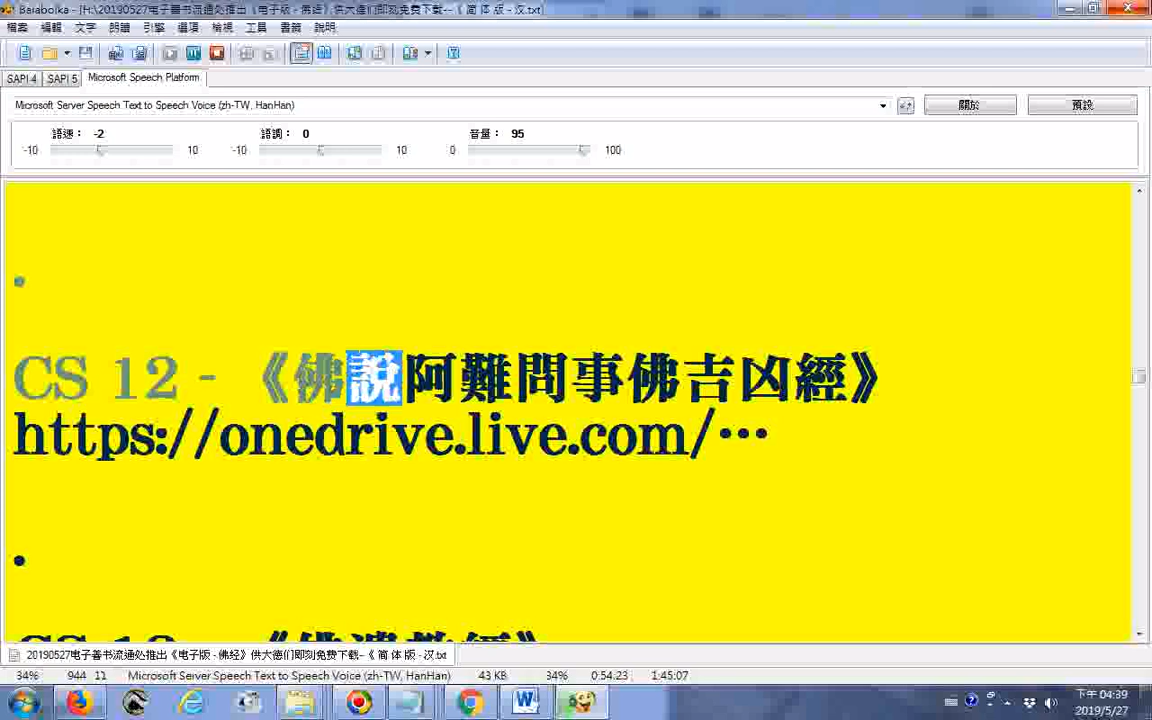 Balabolka - [H:\20190527电子善书流通处推出《电子版 - 佛经》供大德们即刻免费下载--《 简 体 版 - 汉.txt]
檔案 編輯 文字 朗讀 引擎 選項 檢視 工具 書籤 說明
SAPI 4 SAPI 5 Microsoft Speech Platform
Microsoft Server Speech Text to Speech Voice (zh-TW, HanHan) 關於 預設
語速： -2 語調： 0 音量： 95
-10 10 -10 10 0 100
•
CS 12 - 《佛說阿難問事佛吉凶經》
https://onedrive.live.com/…
•
CS 13 - 《佛遺教經》
20190527电子善书流通处推出《电子版 - 佛经》供大德们即刻免费下载--《 简 体 版 - 汉.txt
34% 944 : 11 Microsoft Server Speech Text to Speech Voice (zh-TW, HanHan) 43 KB 34% 0:54.23 1:45:07
下午 04:39
2019/5/27